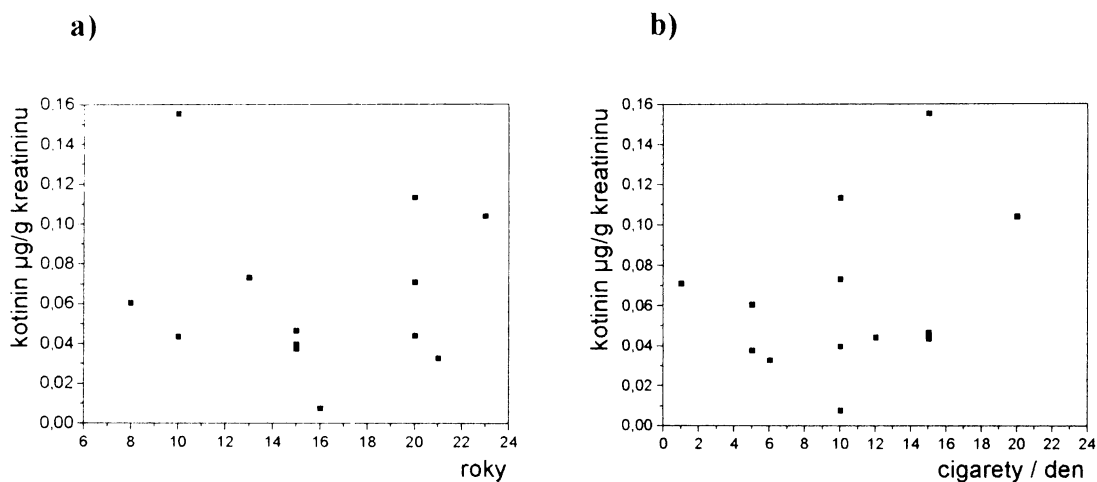 a)
kotinin µg/g kreatininu
0,16
0,14
0,12
0,10
0,08
0,06
0,04
0,02
0,00
6 8 10 12 14 16 18 20 22 24
roky
b)
kotinin µg/g kreatininu
0,16
0,14
0,12
0,10
0,08
0,06
0,04
0,02
0,00
0 2 4 6 8 10 12 14 16 18 20 22 24
cigarety / den